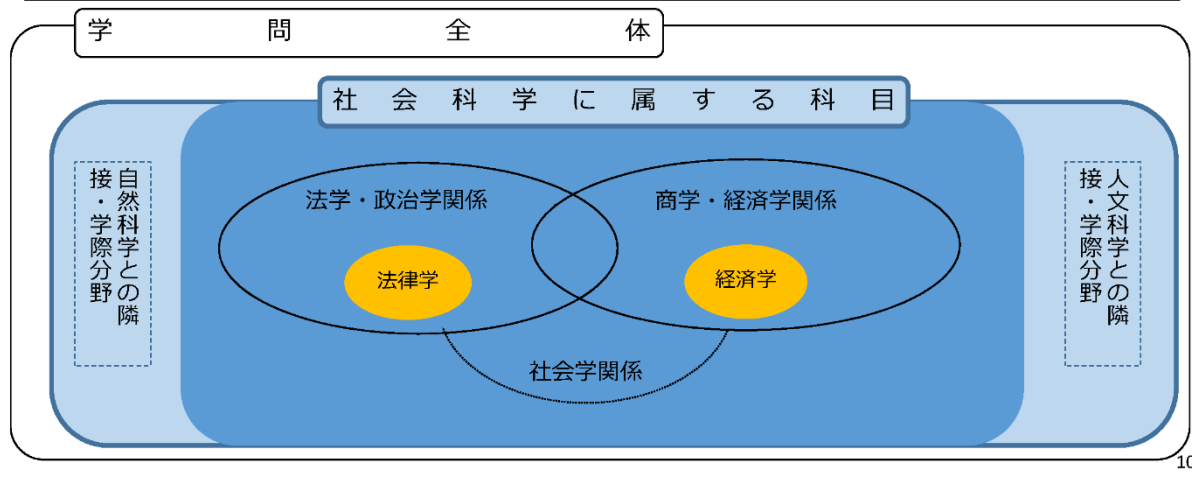 学問全体
社会科学に属する科目
自然科学との隣
接・学際分野
法学・政治学関係
商学・経済学関係
法律学
経済学
社会学関係
人文科学との隣
接・学際分野
10